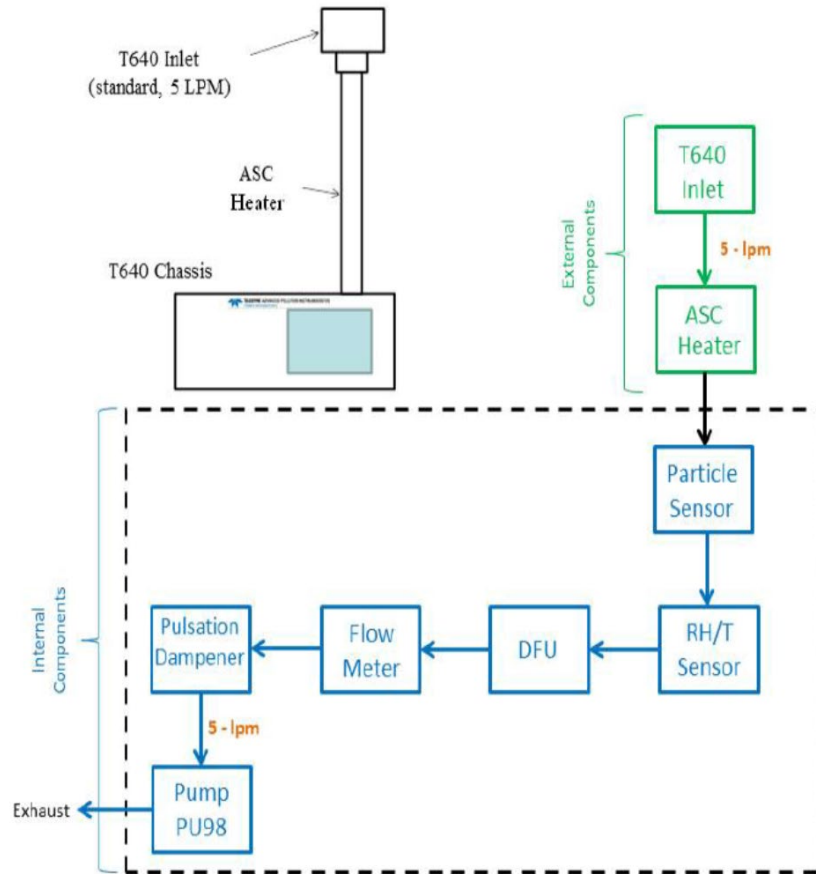 T640 Inlet
(standard, 5 LPM)
ASC
Heater
T640 Chassis
External
Components
T640
Inlet
5 - lpm
ASC
Heater
Internal
Components
Particle
Sensor
RH/T
Sensor
DFU
Flow
Meter
Pulsation
Dampener
5 - lpm
Pump
PU98
Exhaust